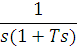 1
s(1 + Ts)